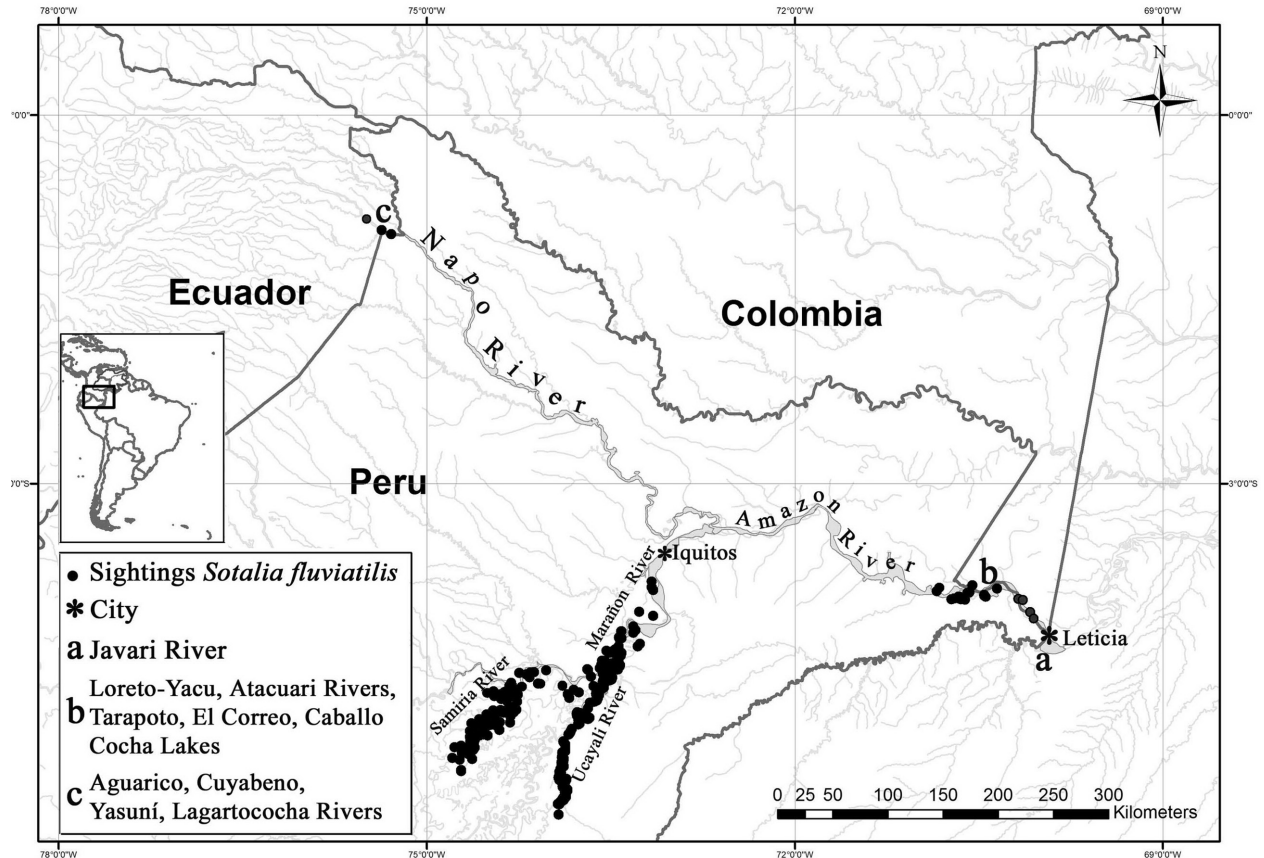 78°0'0"
75°0'0"W
72°0'0"W
69°0'0"W
N
°0'0"
0°0'0"
c
Napo River
Ecuador
Colombia
Peru
)'0"S
3°0'0"S
Amazon River
Iquitos
b
Leticia
a
Marañon River
Samiria River
Ucayali River
Sightings Sotalia fluviatilis
City
a Javari River
b Loreto-Yacu, Atacuari Rivers,
Tarapoto, El Correo, Caballo
Cocha Lakes
c Aguarico, Cuyabeno,
Yasuní, Lagartococha Rivers
0 25 50 100 150 200 250 300
Kilometers
78°0'0"W
75°0'0"W
72°0'0"W
69°0'0"W